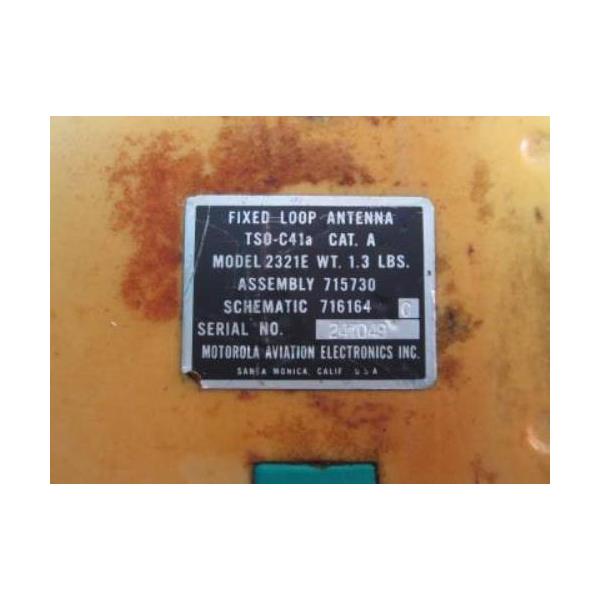 FIXED LOOP ANTENNA
TSO-C41a CAT. A
MODEL 2321E WT. 1.3 LBS.
ASSEMBLY 715730
SCHEMATIC 716164 C
SERIAL NO.
MOTOROLA AVIATION ELECTRONICS INC.
SANTA MONICA, CALIF U.S.A